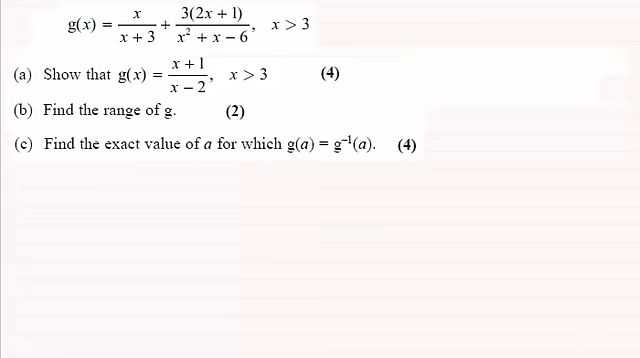 g(x) = x/(x + 3) + 3(2x + 1)/(x² + x − 6), x > 3
(a) Show that g(x) = (x + 1)/(x − 2), x > 3 (4)
(b) Find the range of g. (2)
(c) Find the exact value of a for which g(a) = g⁻¹(a). (4)